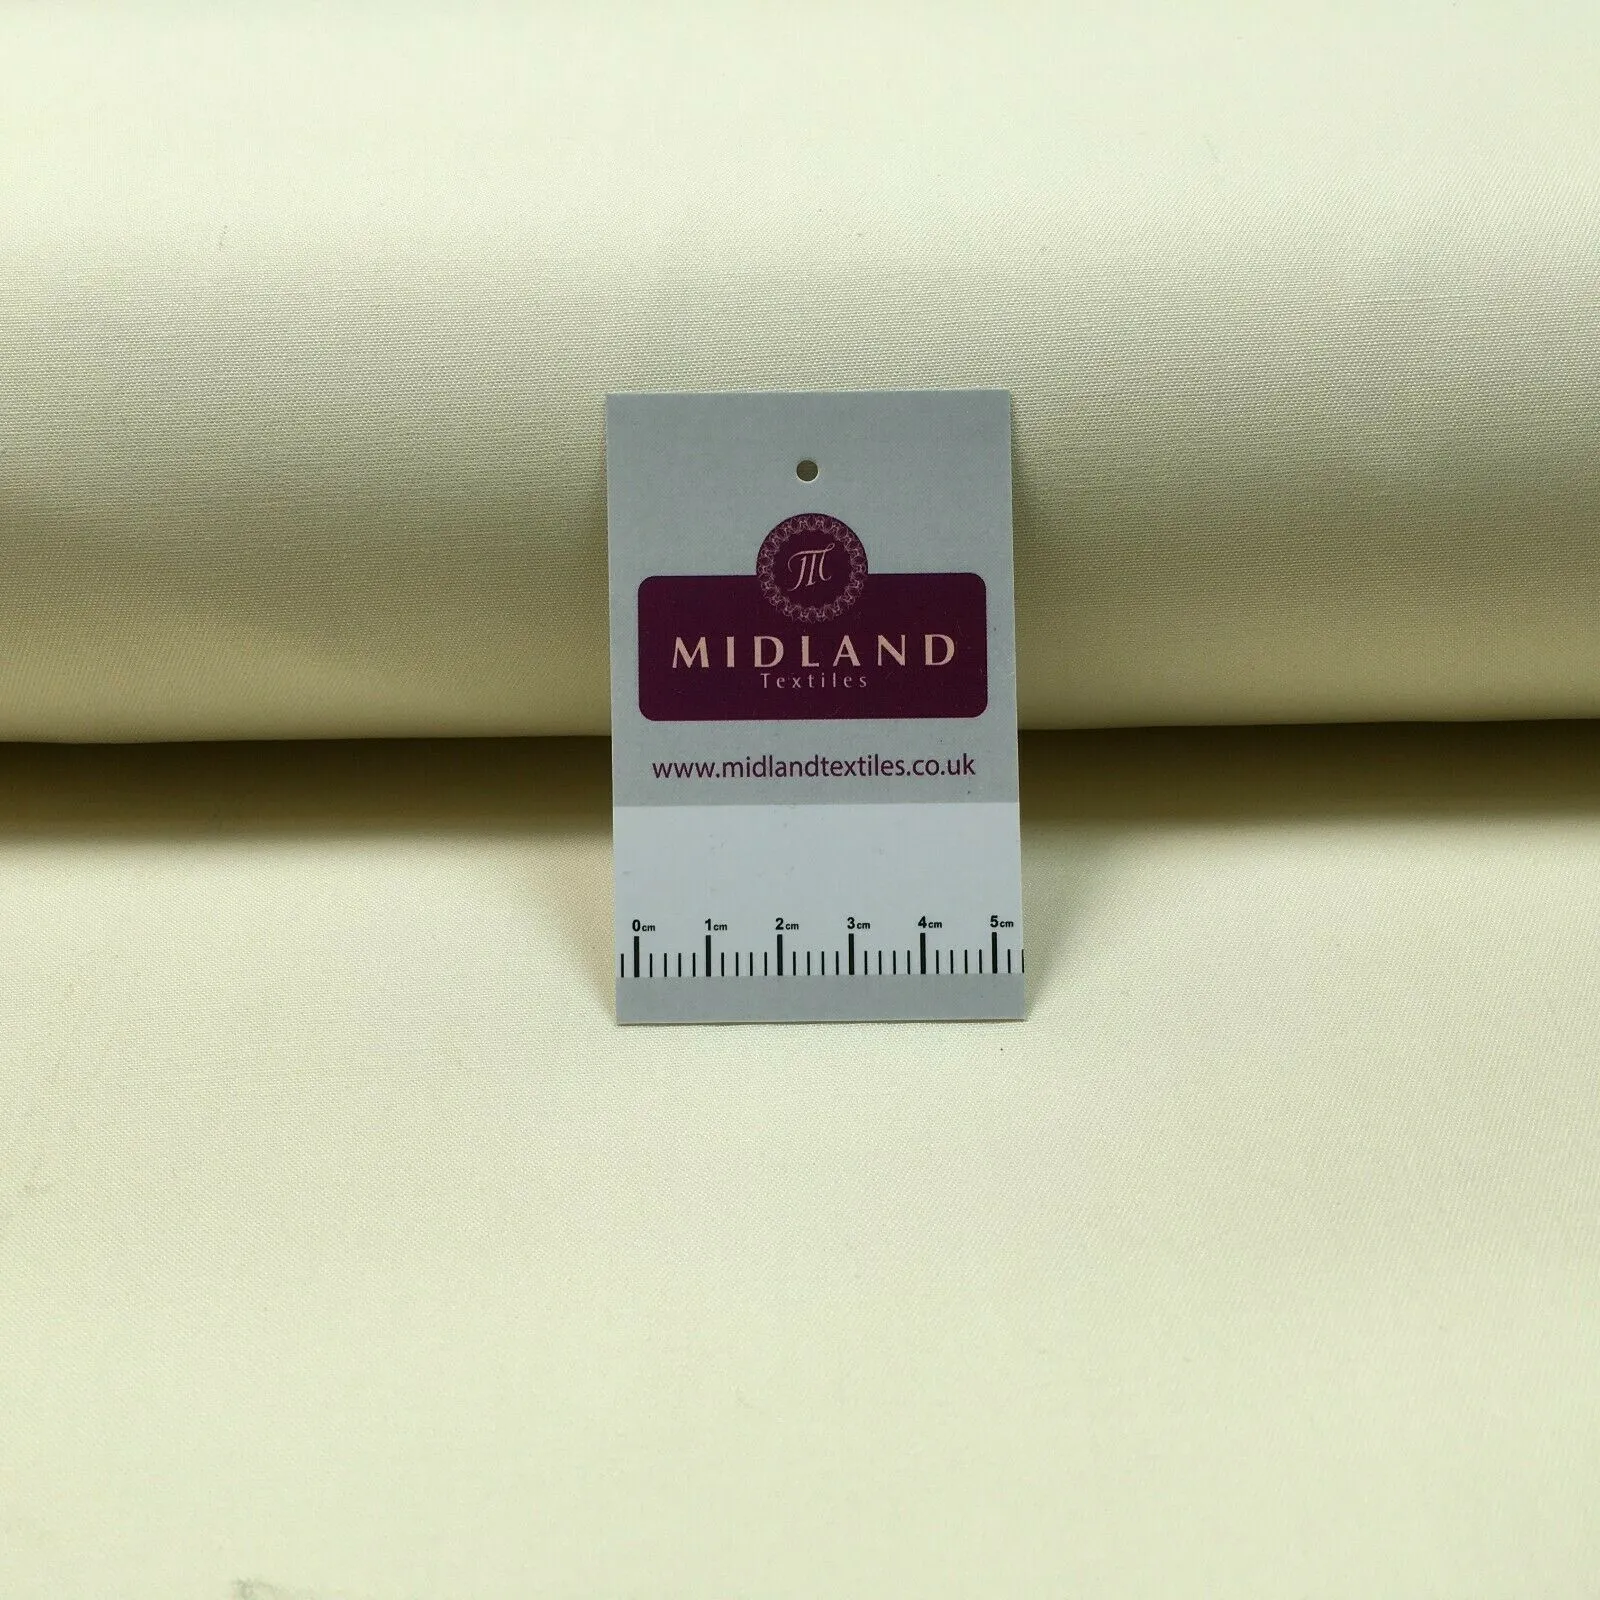 M
MIDLAND
Textiles
www.midlandtextiles.co.uk
0cm 1cm 2cm 3cm 4cm 5cm